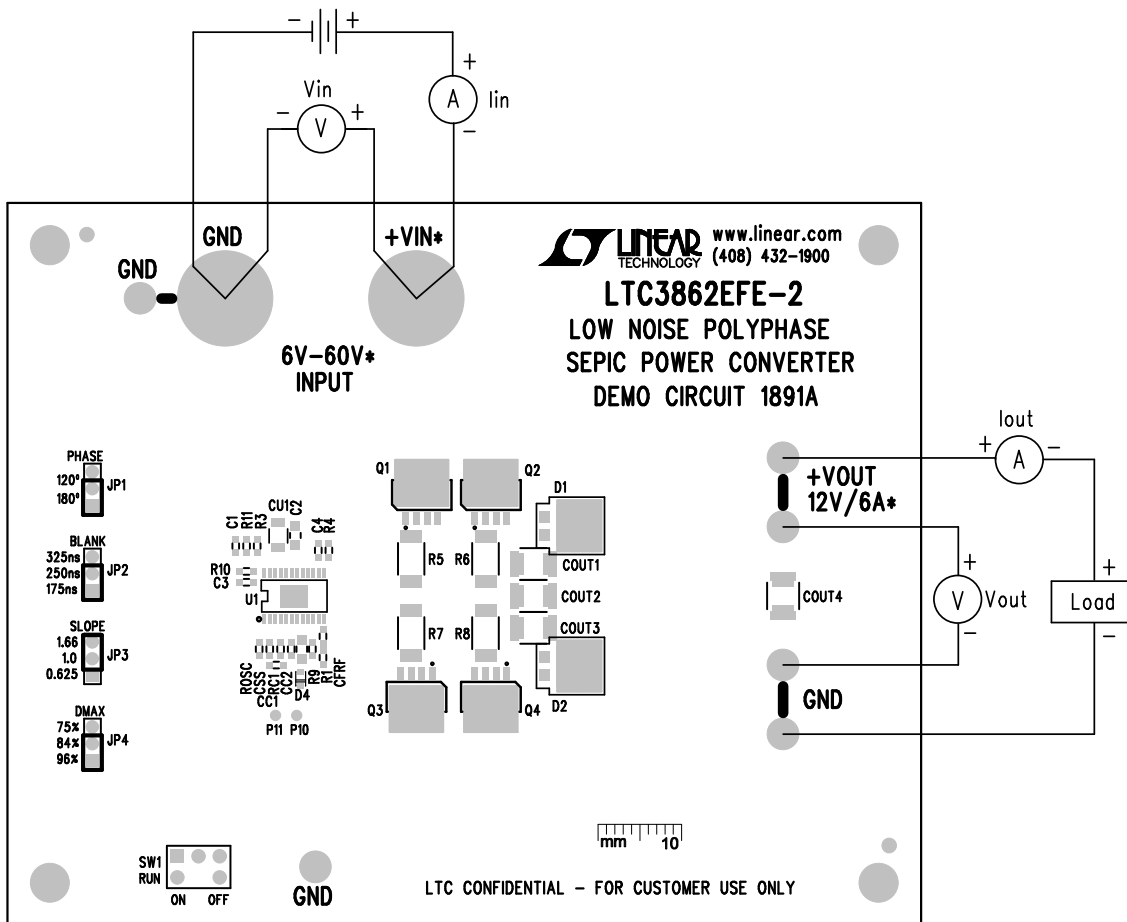 - +
Vin
+
A Iin
- V +
-
GND
+VIN*
GND
6V-60V*
INPUT
LINEAR
TECHNOLOGY
www.linear.com
(408) 432-1900
LTC3862EFE-2
LOW NOISE POLYPHASE
SEPIC POWER CONVERTER
DEMO CIRCUIT 1891A
PHASE
120°
180°
JP1
BLANK
325ns
250ns
175ns
JP2
SLOPE
1.66
1.0
0.625
JP3
DMAX
75%
84%
96%
JP4
C1
R11
R3
CU1
C2
C4
R4
R10
C3
U1
ROSC
CSS
RC1
CC1
CC2
D4
R9
R1
CFRF
P11 P10
Q1
Q2
D1
R5
R6
COUT1
COUT2
COUT3
R7
R8
Q3
Q4
D2
+VOUT
12V/6A*
COUT4
GND
Iout
+ A -
+
V Vout
-
+
Load
-
SW1
RUN
ON OFF
GND
mm 10
LTC CONFIDENTIAL - FOR CUSTOMER USE ONLY